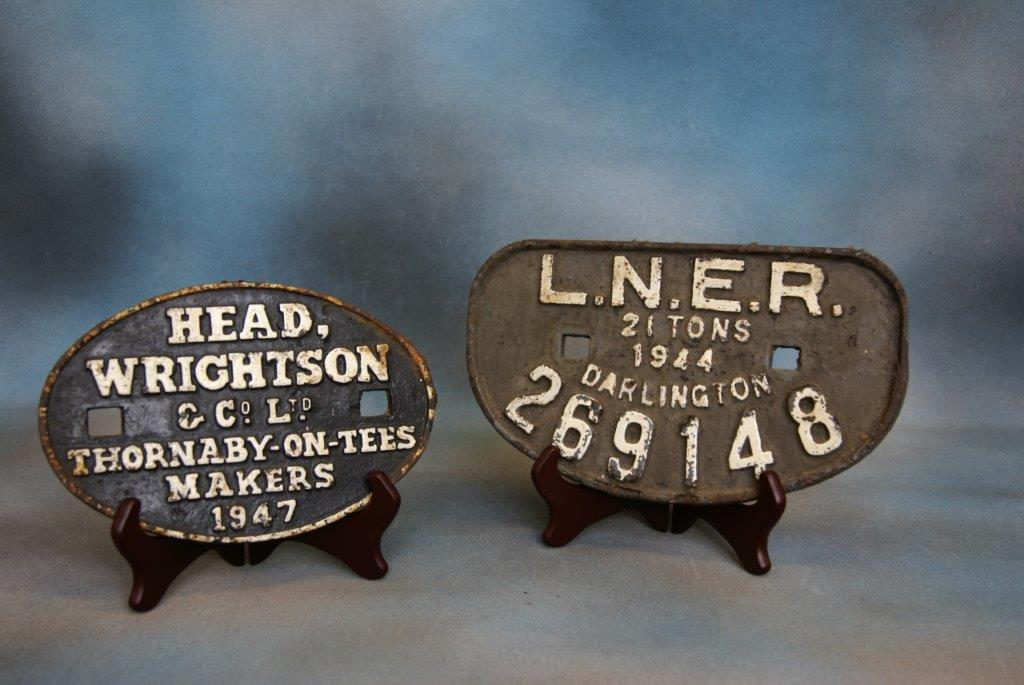 HEAD,
WRIGHTSON
& Cº. LTD
THORNABY-ON-TEES
MAKERS
1947
L.N.E.R.
21 TONS
1944
DARLINGTON
269148